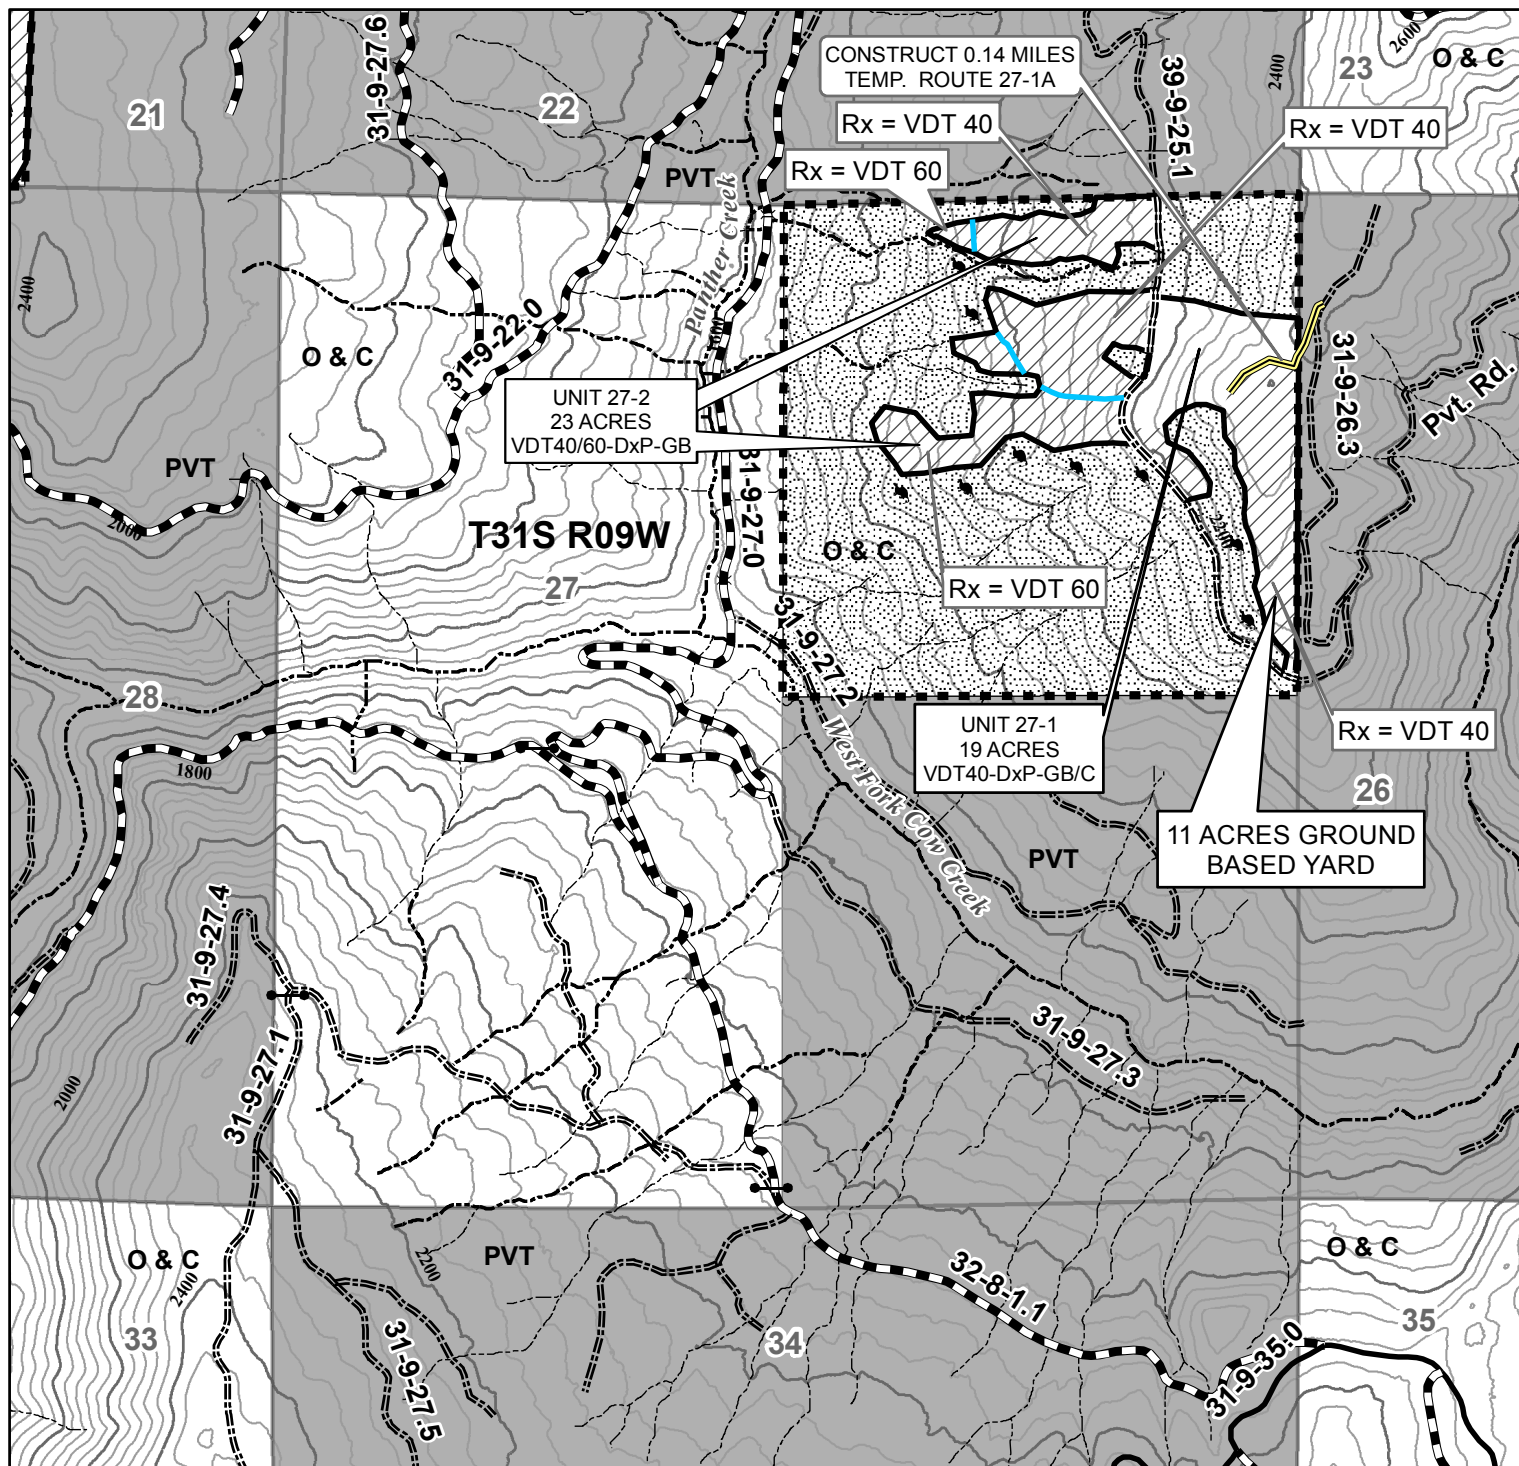 31-9-27.6
CONSTRUCT 0.14 MILES
TEMP. ROUTE 27-1A
39-9-25.1
2400
2600
O & C
23
21
22
Rx = VDT 40
Rx = VDT 40
Rx = VDT 60
PVT
Panther Creek
2400
1600
O & C
31-9-22.0
31-9-26.3
Pvt. Rd.
UNIT 27-2
23 ACRES
VDT40/60-DxP-GB
PVT
2000
31-9-27.0
T31S R09W
2200
O & C
27
Rx = VDT 60
31-9-27.2
28
West Fork Cow Creek
UNIT 27-1
19 ACRES
VDT40-DxP-GB/C
Rx = VDT 40
1800
26
11 ACRES GROUND
BASED YARD
PVT
31-9-27.4
31-9-27.1
31-9-27.3
2000
O & C
2400
2200
PVT
O & C
32-8-1.1
33
34
35
31-9-27.5
31-9-35.0